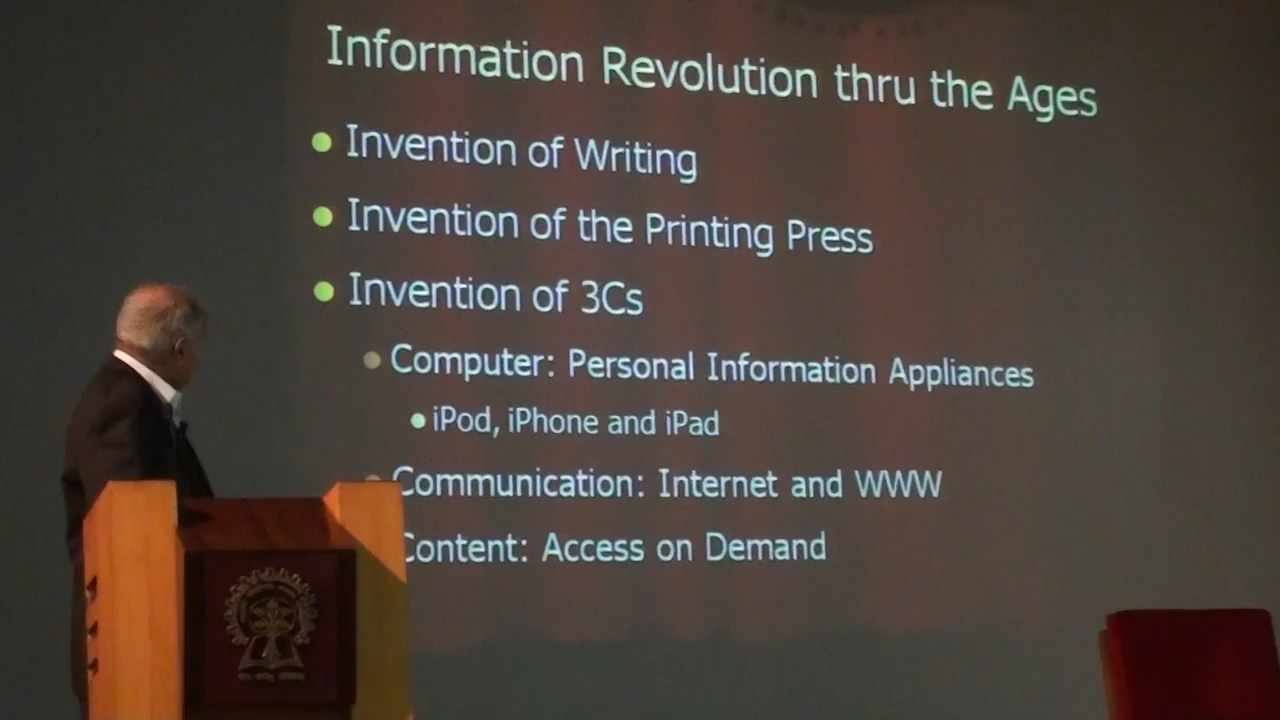 Information Revolution thru the Ages
Invention of Writing
Invention of the Printing Press
Invention of 3Cs
Computer: Personal Information Appliances
iPod, iPhone and iPad
Communication: Internet and WWW
Content: Access on Demand